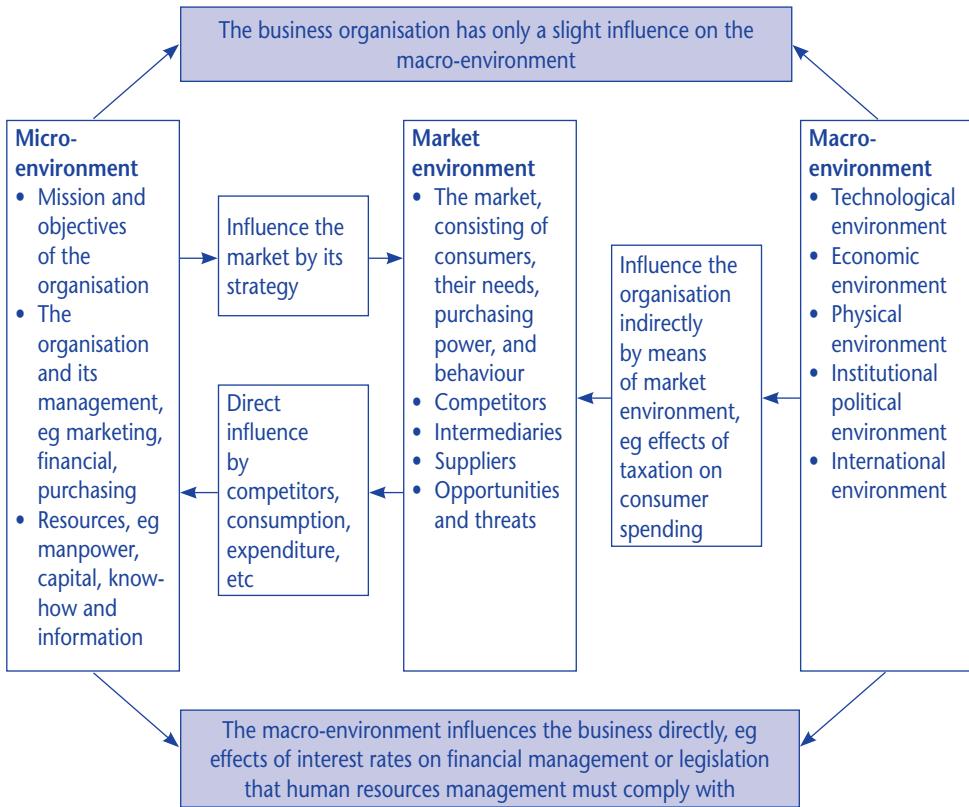 The business organisation has only a slight influence on the
macro-environment
Micro-
environment
• Mission and
objectives
of the
organisation
• The
organisation
and its
management,
eg marketing,
financial,
purchasing
• Resources, eg
manpower,
capital, know-
how and
information
Influence the
market by its
strategy
Direct
influence
by
competitors,
consumption,
expenditure,
etc
Market
environment
• The market,
consisting of
consumers,
their needs,
purchasing
power, and
behaviour
• Competitors
• Intermediaries
• Suppliers
• Opportunities
and threats
Influence the
organisation
indirectly
by means
of market
environment,
eg effects of
taxation on
consumer
spending
Macro-
environment
• Technological
environment
• Economic
environment
• Physical
environment
• Institutional
political
environment
• International
environment
The macro-environment influences the business directly, eg
effects of interest rates on financial management or legislation
that human resources management must comply with